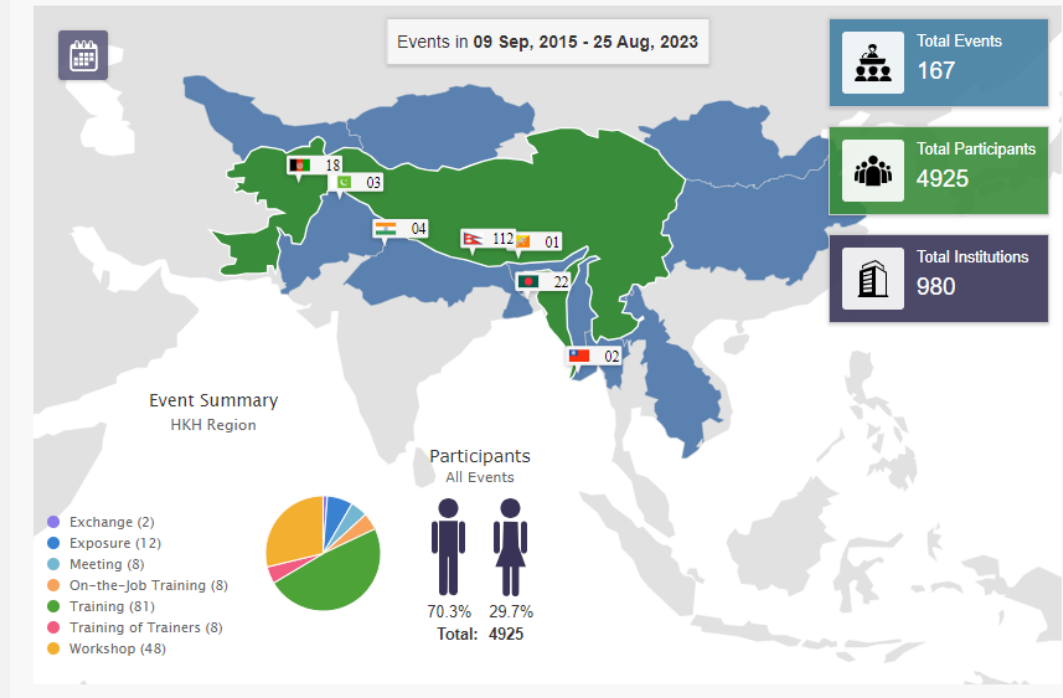 Events in 09 Sep, 2015 - 25 Aug, 2023
Total Events
167
Total Participants
4925
Total Institutions
980
18
03
04
112
01
22
02
Event Summary
HKH Region
Exchange (2)
Exposure (12)
Meeting (8)
On-the-Job Training (8)
Training (81)
Training of Trainers (8)
Workshop (48)
Participants
All Events
70.3% 29.7%
Total: 4925